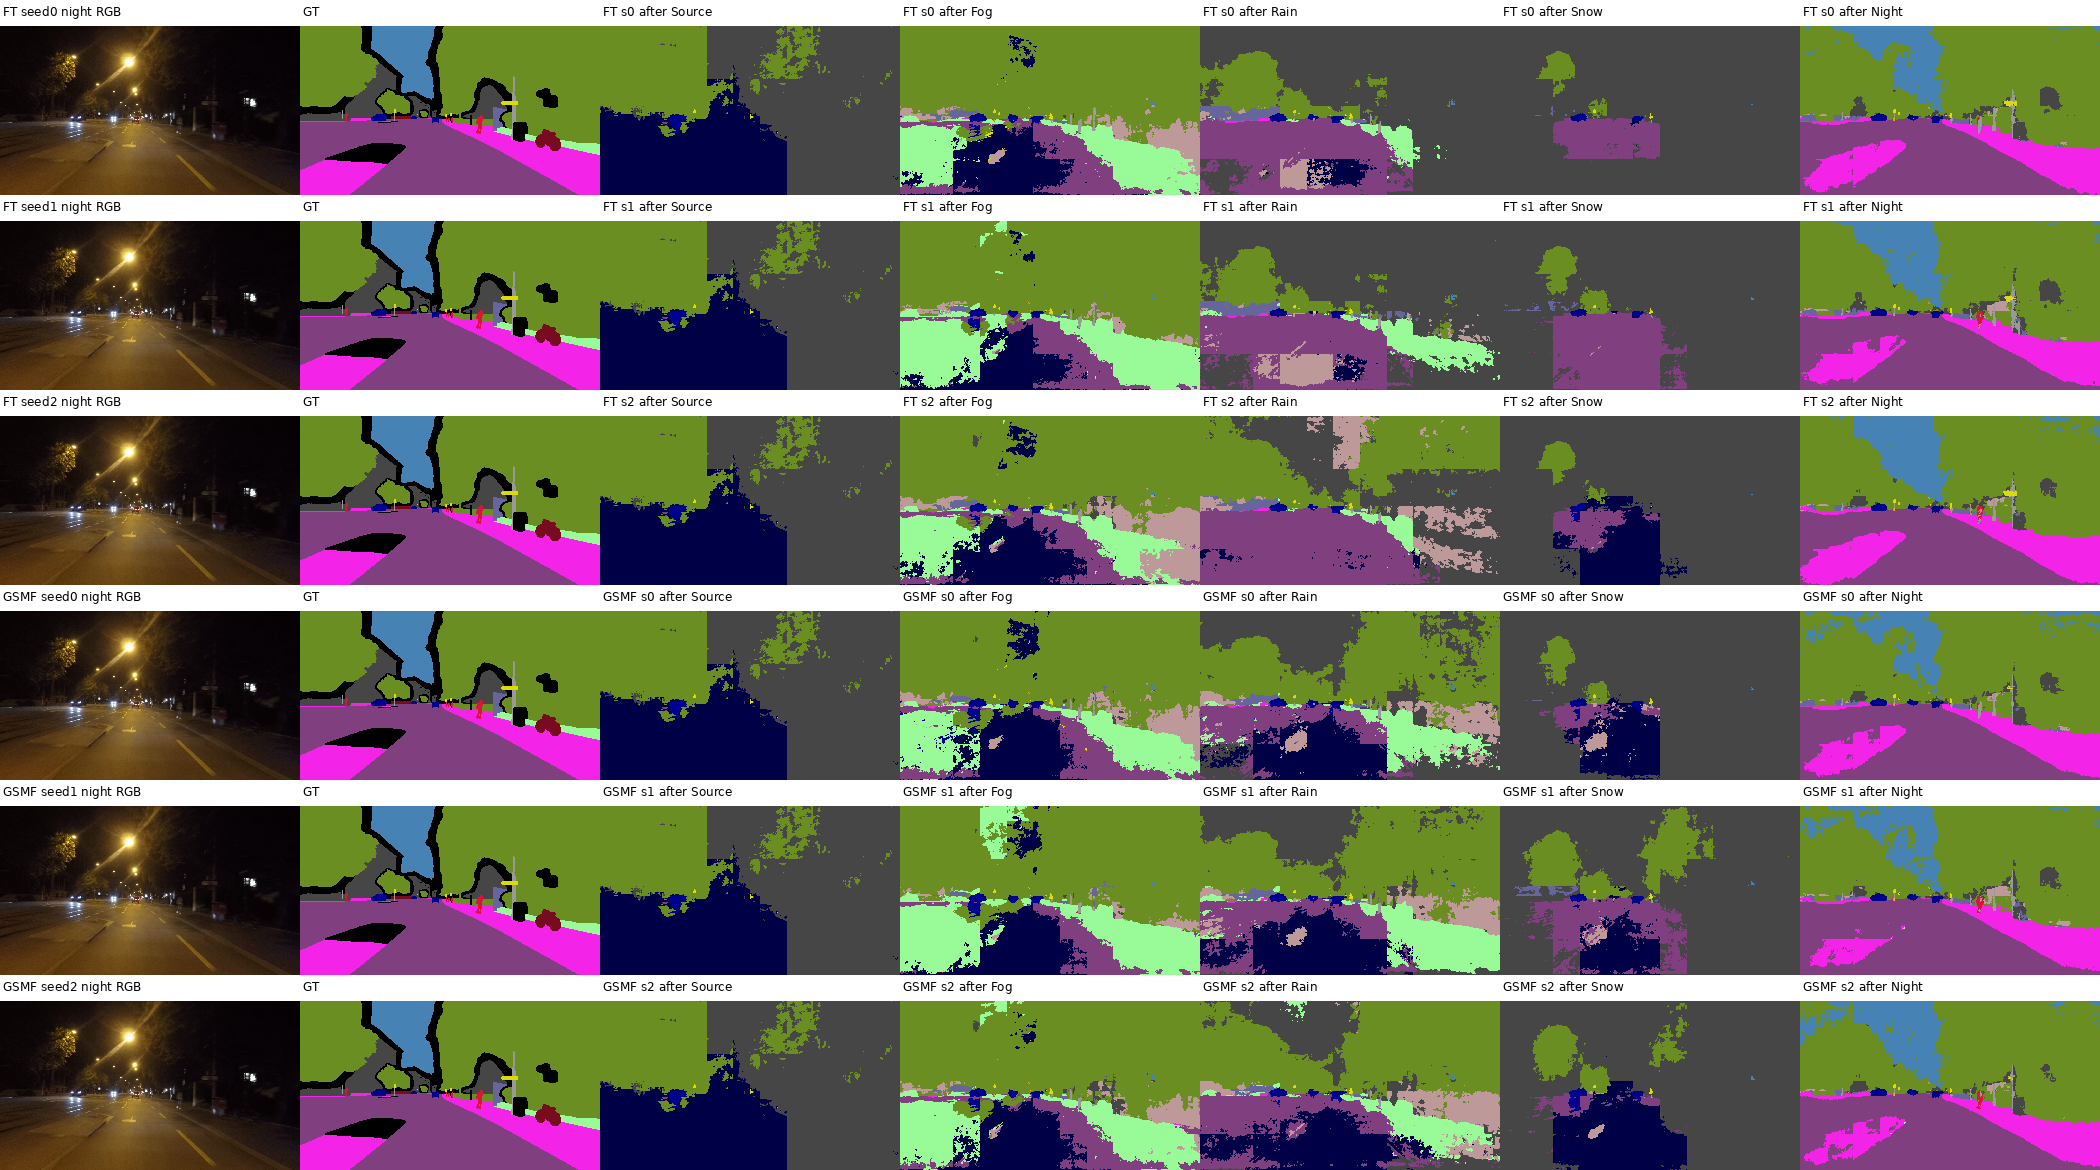 FT seed0 night RGB GT FT s0 after Source FT s0 after Fog FT s0 after Rain FT s0 after Snow FT s0 after Night
FT seed1 night RGB GT FT s1 after Source FT s1 after Fog FT s1 after Rain FT s1 after Snow FT s1 after Night
FT seed2 night RGB GT FT s2 after Source FT s2 after Fog FT s2 after Rain FT s2 after Snow FT s2 after Night
GSMF seed0 night RGB GT GSMF s0 after Source GSMF s0 after Fog GSMF s0 after Rain GSMF s0 after Snow GSMF s0 after Night
GSMF seed1 night RGB GT GSMF s1 after Source GSMF s1 after Fog GSMF s1 after Rain GSMF s1 after Snow GSMF s1 after Night
GSMF seed2 night RGB GT GSMF s2 after Source GSMF s2 after Fog GSMF s2 after Rain GSMF s2 after Snow GSMF s2 after Night